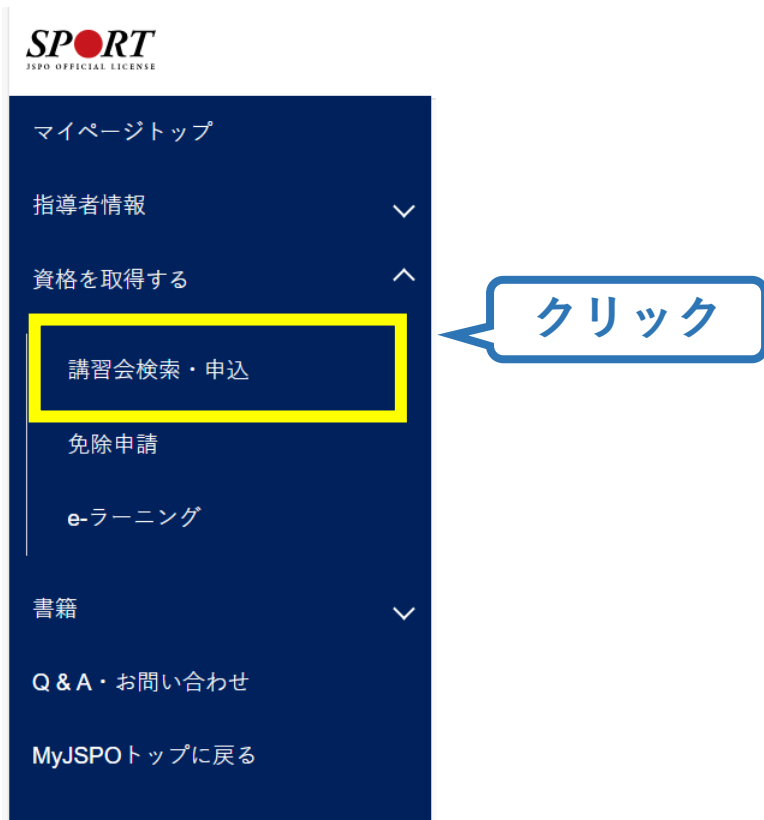 SPORT
JSPO OFFICIAL LICENSE
マイページトップ
指導者情報
資格を取得する
クリック
講習会検索・申込
免除申請
e-ラーニング
書籍
Q & A・お問い合わせ
MyJSPOトップに戻る